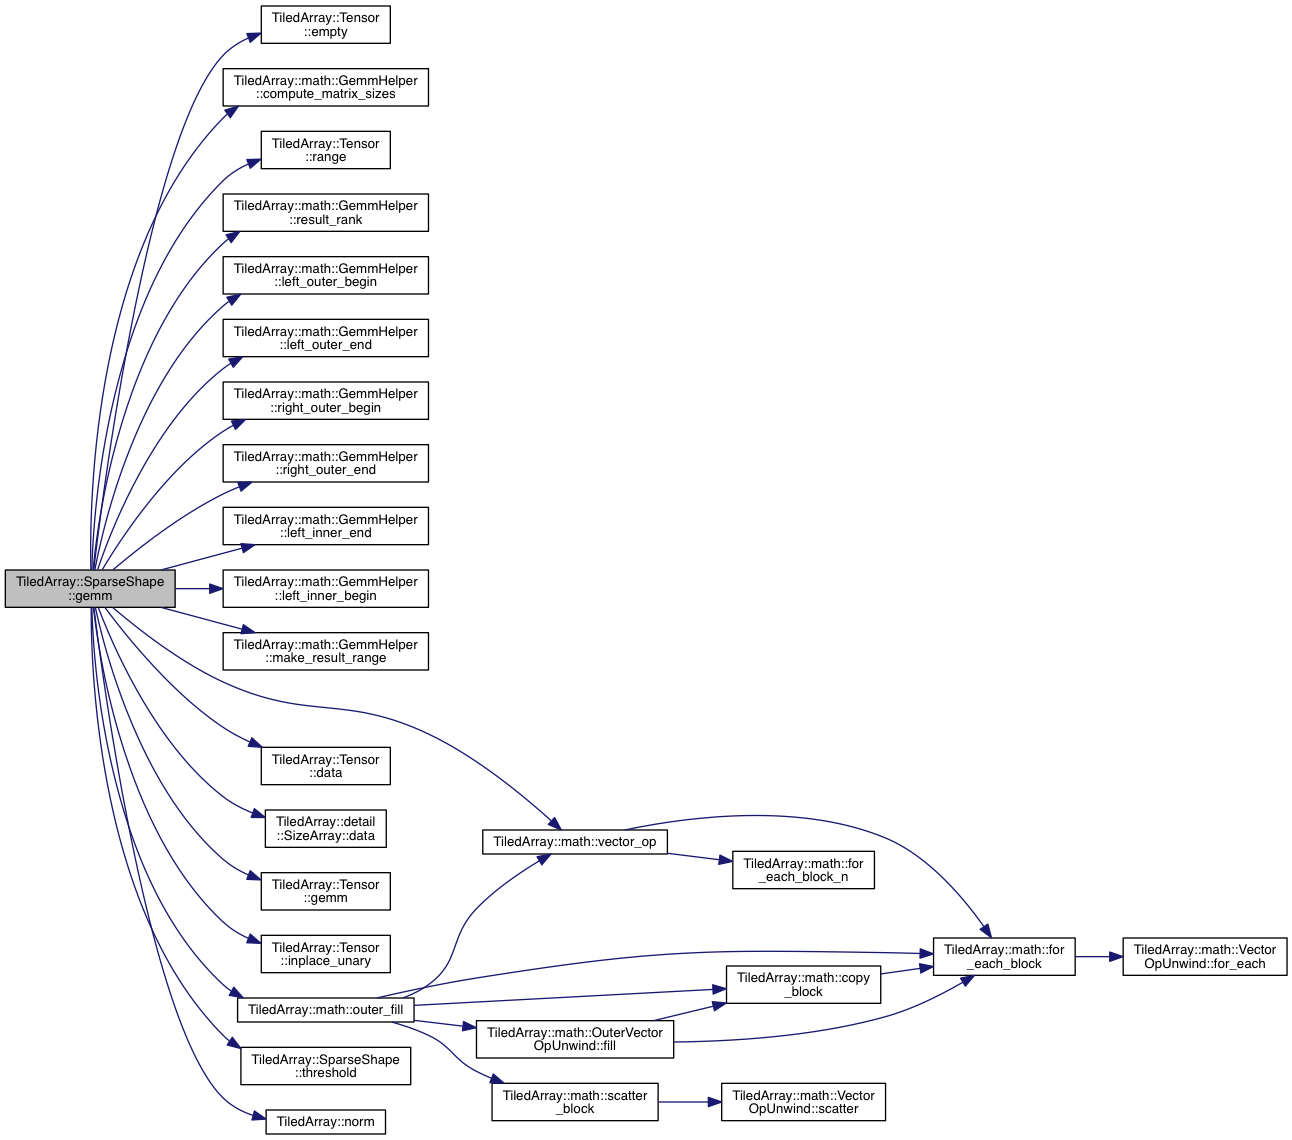 TiledArray::Tensor
::empty
TiledArray::math::GemmHelper
::compute_matrix_sizes
TiledArray::Tensor
::range
TiledArray::math::GemmHelper
::result_rank
TiledArray::math::GemmHelper
::left_outer_begin
TiledArray::math::GemmHelper
::left_outer_end
TiledArray::math::GemmHelper
::right_outer_begin
TiledArray::math::GemmHelper
::right_outer_end
TiledArray::math::GemmHelper
::left_inner_end
TiledArray::SparseShape
::gemm
TiledArray::math::GemmHelper
::left_inner_begin
TiledArray::math::GemmHelper
::make_result_range
TiledArray::Tensor
::data
TiledArray::detail
::SizeArray::data
TiledArray::math::vector_op
TiledArray::math::for
_each_block_n
TiledArray::Tensor
::gemm
TiledArray::Tensor
::inplace_unary
TiledArray::math::for
_each_block
TiledArray::math::Vector
OpUnwind::for_each
TiledArray::math::copy
_block
TiledArray::math::outer_fill
TiledArray::math::OuterVector
OpUnwind::fill
TiledArray::SparseShape
::threshold
TiledArray::math::scatter
_block
TiledArray::math::Vector
OpUnwind::scatter
TiledArray::norm